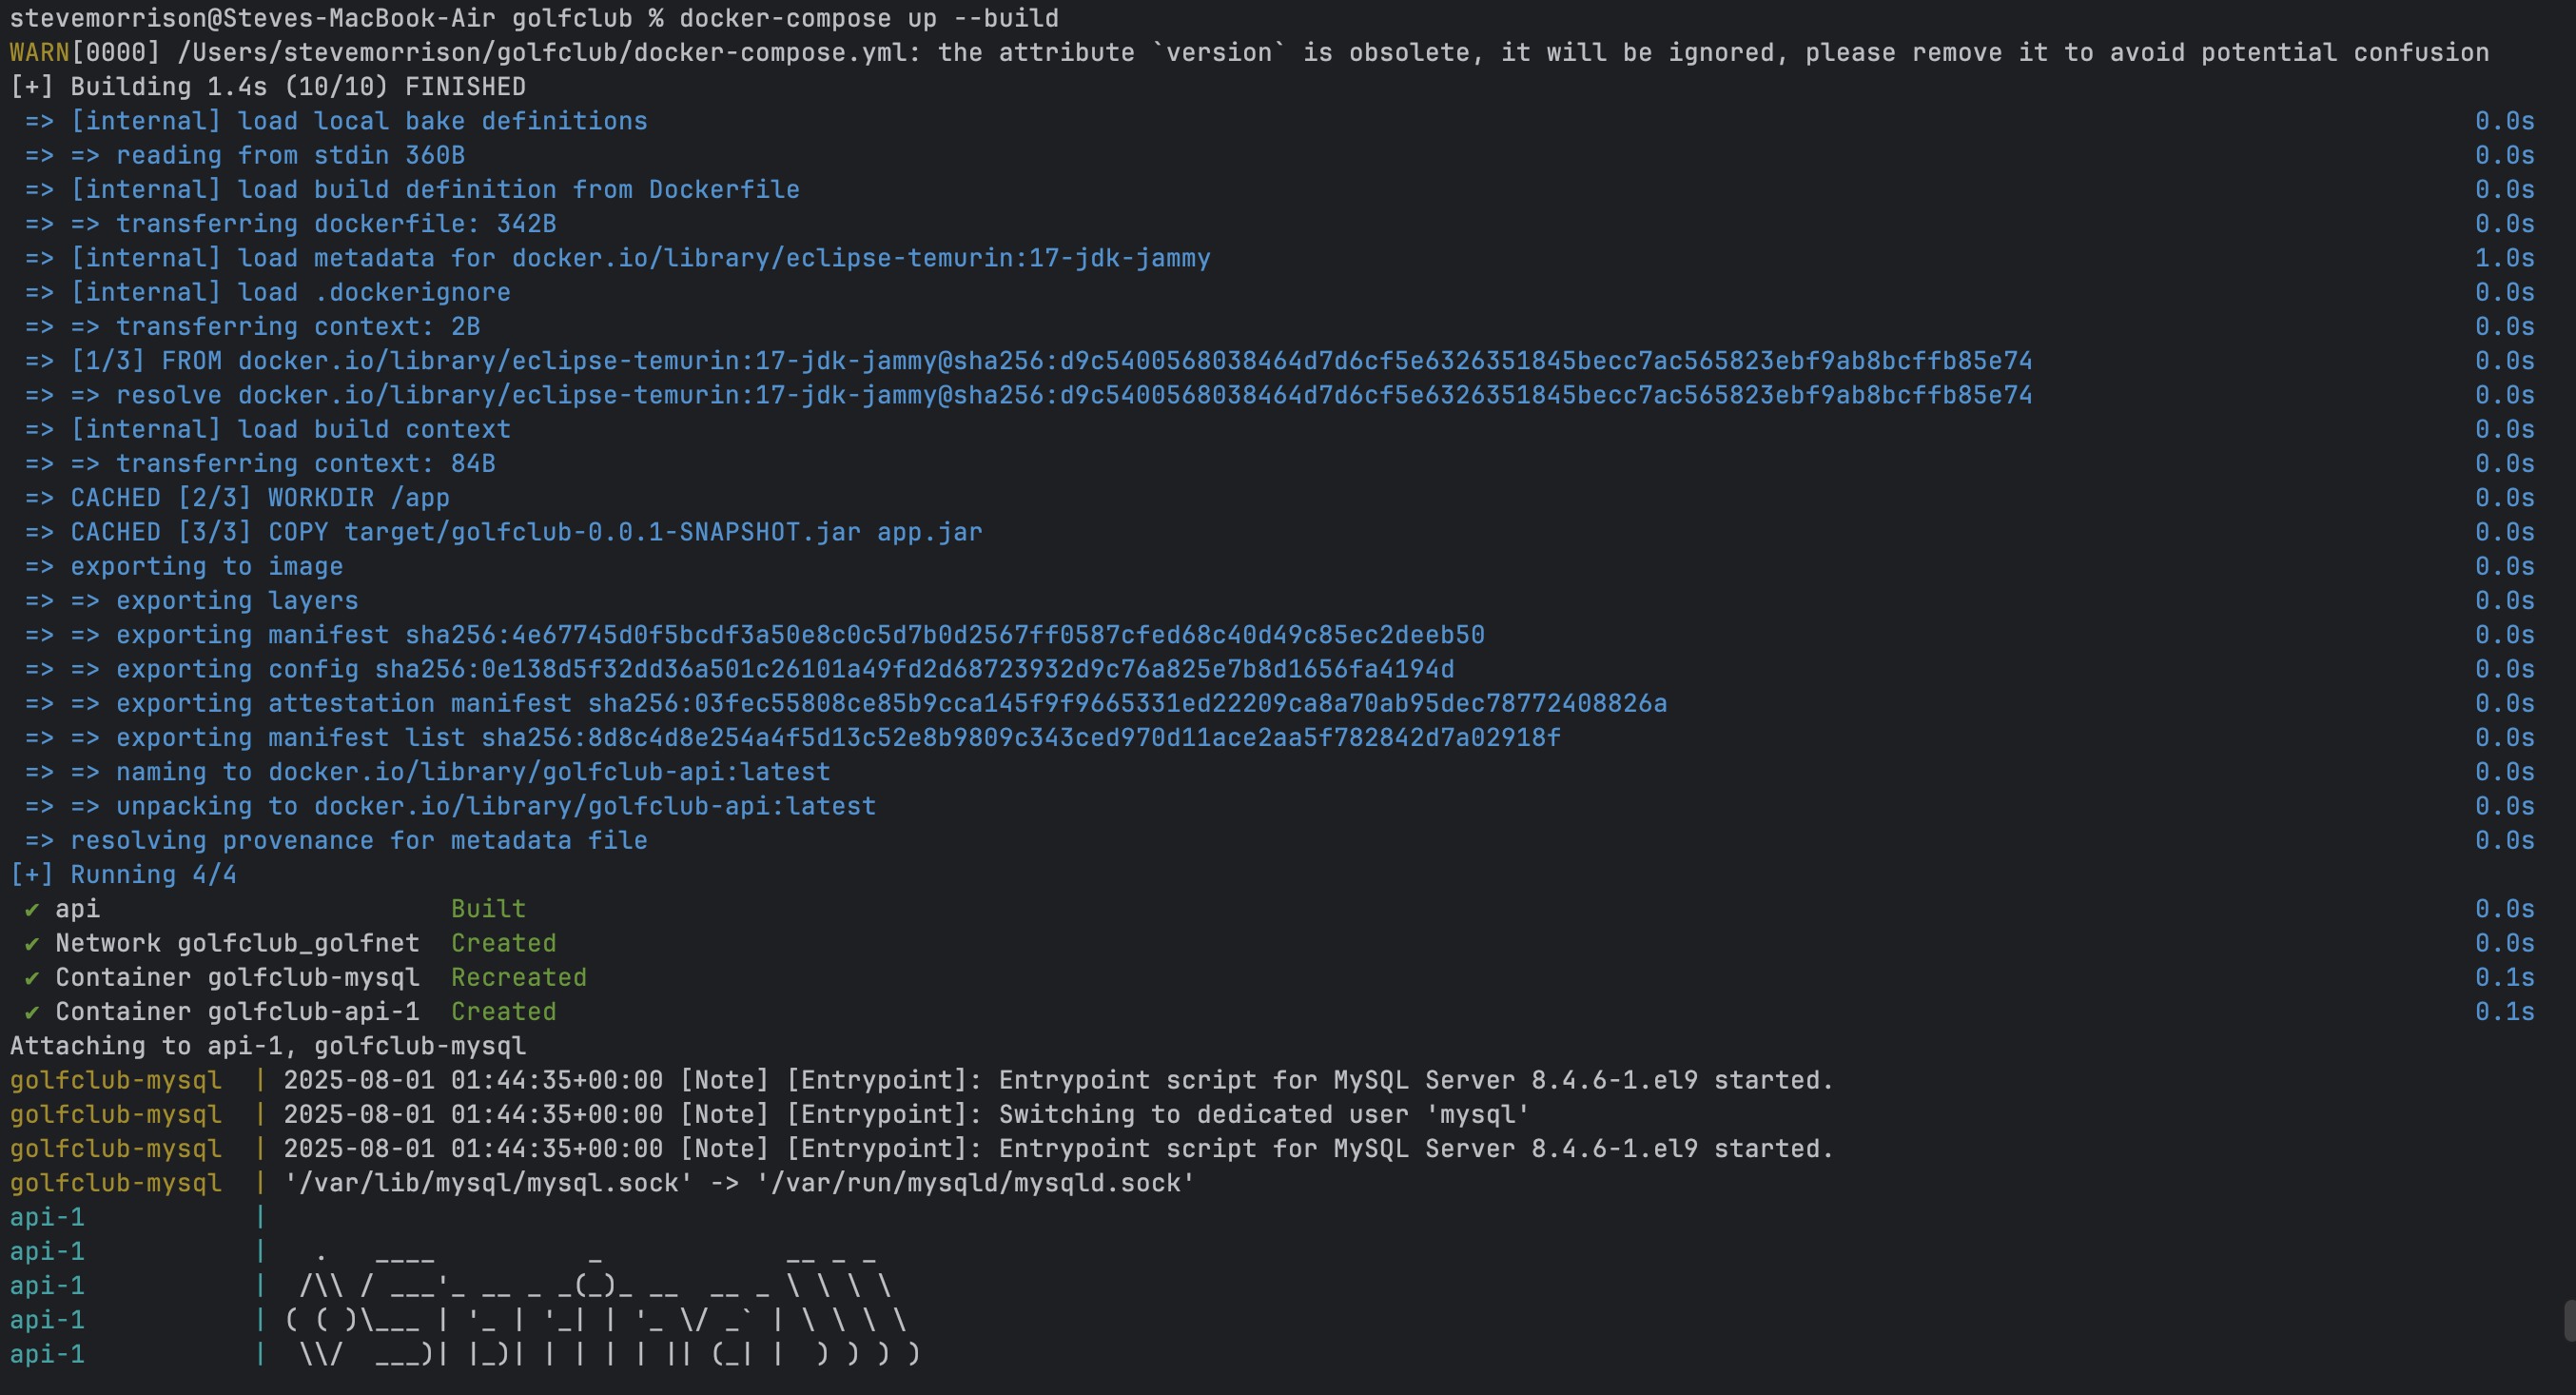 stevemorrison@Steves-MacBook-Air golfclub % docker-compose up --build
WARN[0000] /Users/stevemorrison/golfclub/docker-compose.yml: the attribute `version` is obsolete, it will be ignored, please remove it to avoid potential confusion
[+] Building 1.4s (10/10) FINISHED
 => [internal] load local bake definitions 0.0s
 => => reading from stdin 360B 0.0s
 => [internal] load build definition from Dockerfile 0.0s
 => => transferring dockerfile: 342B 0.0s
 => [internal] load metadata for docker.io/library/eclipse-temurin:17-jdk-jammy 1.0s
 => [internal] load .dockerignore 0.0s
 => => transferring context: 2B 0.0s
 => [1/3] FROM docker.io/library/eclipse-temurin:17-jdk-jammy@sha256:d9c5400568038464d7d6cf5e6326351845becc7ac565823ebf9ab8bcffb85e74 0.0s
 => => resolve docker.io/library/eclipse-temurin:17-jdk-jammy@sha256:d9c5400568038464d7d6cf5e6326351845becc7ac565823ebf9ab8bcffb85e74 0.0s
 => [internal] load build context 0.0s
 => => transferring context: 84B 0.0s
 => CACHED [2/3] WORKDIR /app 0.0s
 => CACHED [3/3] COPY target/golfclub-0.0.1-SNAPSHOT.jar app.jar 0.0s
 => exporting to image 0.0s
 => => exporting layers 0.0s
 => => exporting manifest sha256:4e67745d0f5bcdf3a50e8c0c5d7b0d2567ff0587cfed68c40d49c85ec2deeb50 0.0s
 => => exporting config sha256:0e138d5f32dd36a501c26101a49fd2d68723932d9c76a825e7b8d1656fa4194d 0.0s
 => => exporting attestation manifest sha256:03fec55808ce85b9cca145f9f9665331ed22209ca8a70ab95dec78772408826a 0.0s
 => => exporting manifest list sha256:8d8c4d8e254a4f5d13c52e8b9809c343ced970d11ace2aa5f782842d7a02918f 0.0s
 => => naming to docker.io/library/golfclub-api:latest 0.0s
 => => unpacking to docker.io/library/golfclub-api:latest 0.0s
 => resolving provenance for metadata file 0.0s
[+] Running 4/4
 ✔ api                       Built 0.0s
 ✔ Network golfclub_golfnet  Created 0.0s
 ✔ Container golfclub-mysql  Recreated 0.1s
 ✔ Container golfclub-api-1  Created 0.1s
Attaching to api-1, golfclub-mysql
golfclub-mysql  | 2025-08-01 01:44:35+00:00 [Note] [Entrypoint]: Entrypoint script for MySQL Server 8.4.6-1.el9 started.
golfclub-mysql  | 2025-08-01 01:44:35+00:00 [Note] [Entrypoint]: Switching to dedicated user 'mysql'
golfclub-mysql  | 2025-08-01 01:44:35+00:00 [Note] [Entrypoint]: Entrypoint script for MySQL Server 8.4.6-1.el9 started.
golfclub-mysql  | '/var/lib/mysql/mysql.sock' -> '/var/run/mysqld/mysqld.sock'
api-1           |
api-1           |   .   ____          _            __ _ _
api-1           |  /\\ / ___'_ __ _ _(_)_ __  __ _ \ \ \ \
api-1           | ( ( )\___ | '_ | '_| | '_ \/ _` | \ \ \ \
api-1           |  \\/  ___)| |_)| | | | | || (_| |  ) ) ) )